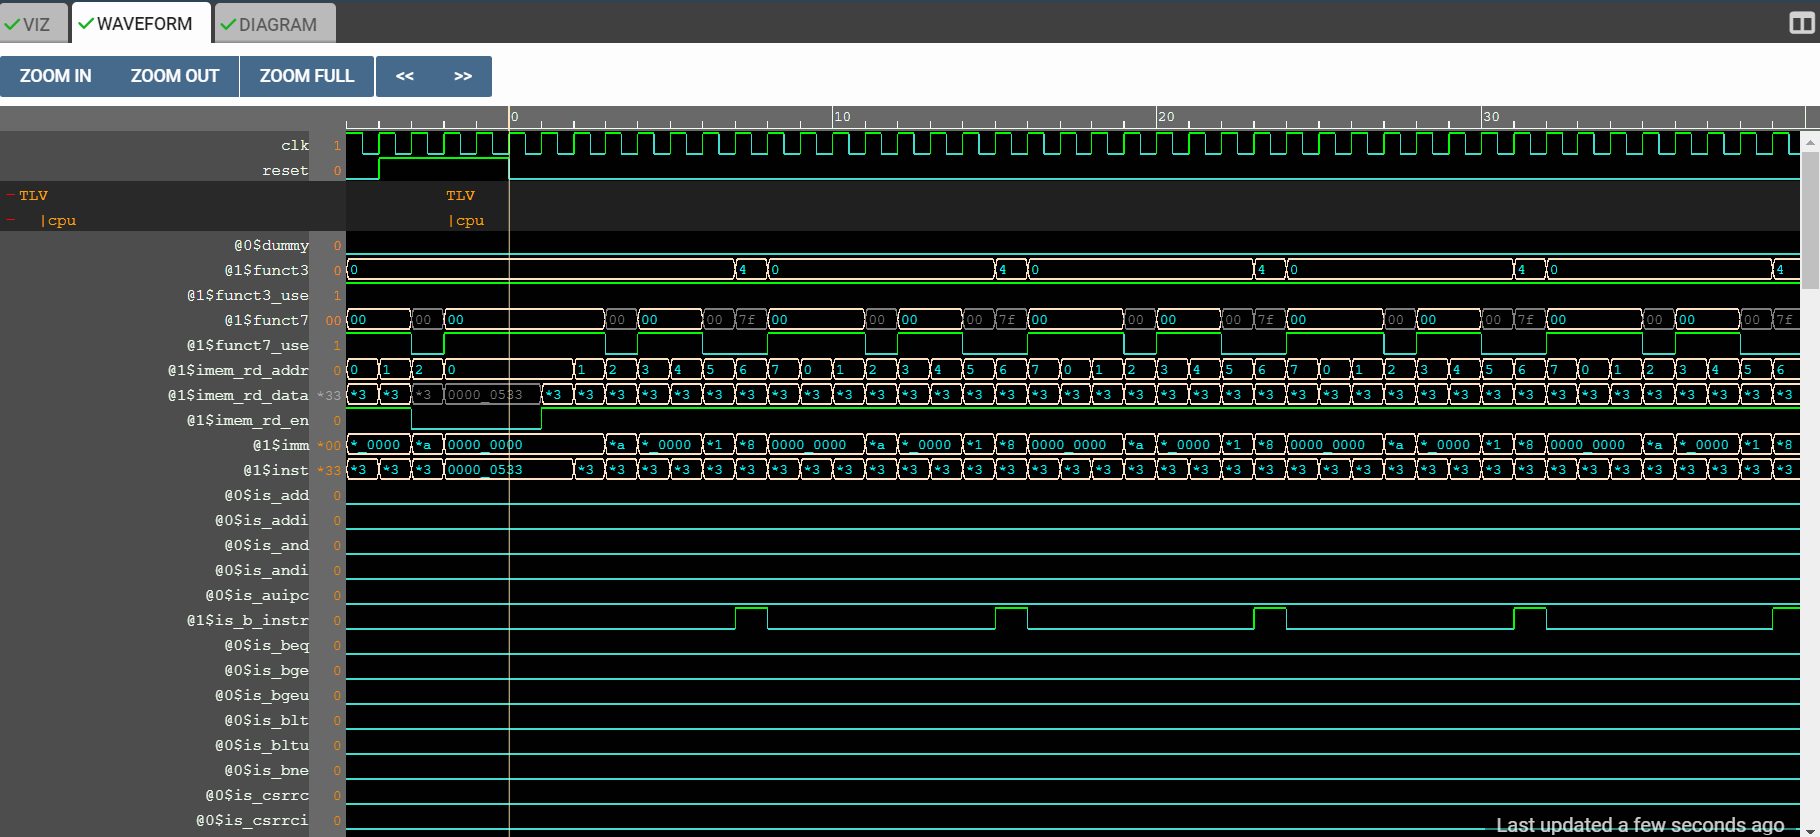 VIZ WAVEFORM DIAGRAM
ZOOM IN ZOOM OUT ZOOM FULL << >>
0 10 20 30
clk 1
reset 0
TLV TLV
|cpu |cpu
@0$dummy 0
@1$funct3 0 0 4 0 4 0 4 0 4 0 4
@1$funct3_use 1
@1$funct7 00 00 00 00 00 00 00 7f 00 00 00 00 7f 00 00 00 00 7f 00 00 00 00 7f 00 00 00 00 7f
@1$funct7_use 1
@1$imem_rd_addr 0 0 1 2 0 1 2 3 4 5 6 7 0 1 2 3 4 5 6 7 0 1 2 3 4 5 6 7 0 1 2 3 4 5 6 7 0 1 2 3 4 5 6
@1$imem_rd_data *33 *3 *3 *3 0000_0533 *3 *3 *3 *3 *3 *3 *3 *3 *3 *3 *3 *3 *3 *3 *3 *3 *3 *3 *3 *3 *3 *3 *3 *3 *3 *3 *3 *3 *3 *3 *3 *3 *3 *3 *3 *3 *3 *3
@1$imem_rd_en 0
@1$imm *00 *_0000 *a 0000_0000 *a *_0000 *1 *8 0000_0000 *a *_0000 *1 *8 0000_0000 *a *_0000 *1 *8 0000_0000 *a *_0000 *1 *8 0000_0000 *a *_0000 *1 *8
@1$inst *33 *3 *3 *3 0000_0533 *3 *3 *3 *3 *3 *3 *3 *3 *3 *3 *3 *3 *3 *3 *3 *3 *3 *3 *3 *3 *3 *3 *3 *3 *3 *3 *3 *3 *3 *3 *3 *3 *3 *3 *3 *3 *3
@0$is_add 0
@0$is_addi 0
@0$is_and 0
@0$is_andi 0
@0$is_auipc 0
@1$is_b_instr 0
@0$is_beq 0
@0$is_bge 0
@0$is_bgeu 0
@0$is_blt 0
@0$is_bltu 0
@0$is_bne 0
@0$is_csrrc 0
@0$is_csrrci 0
Last updated a few seconds ago